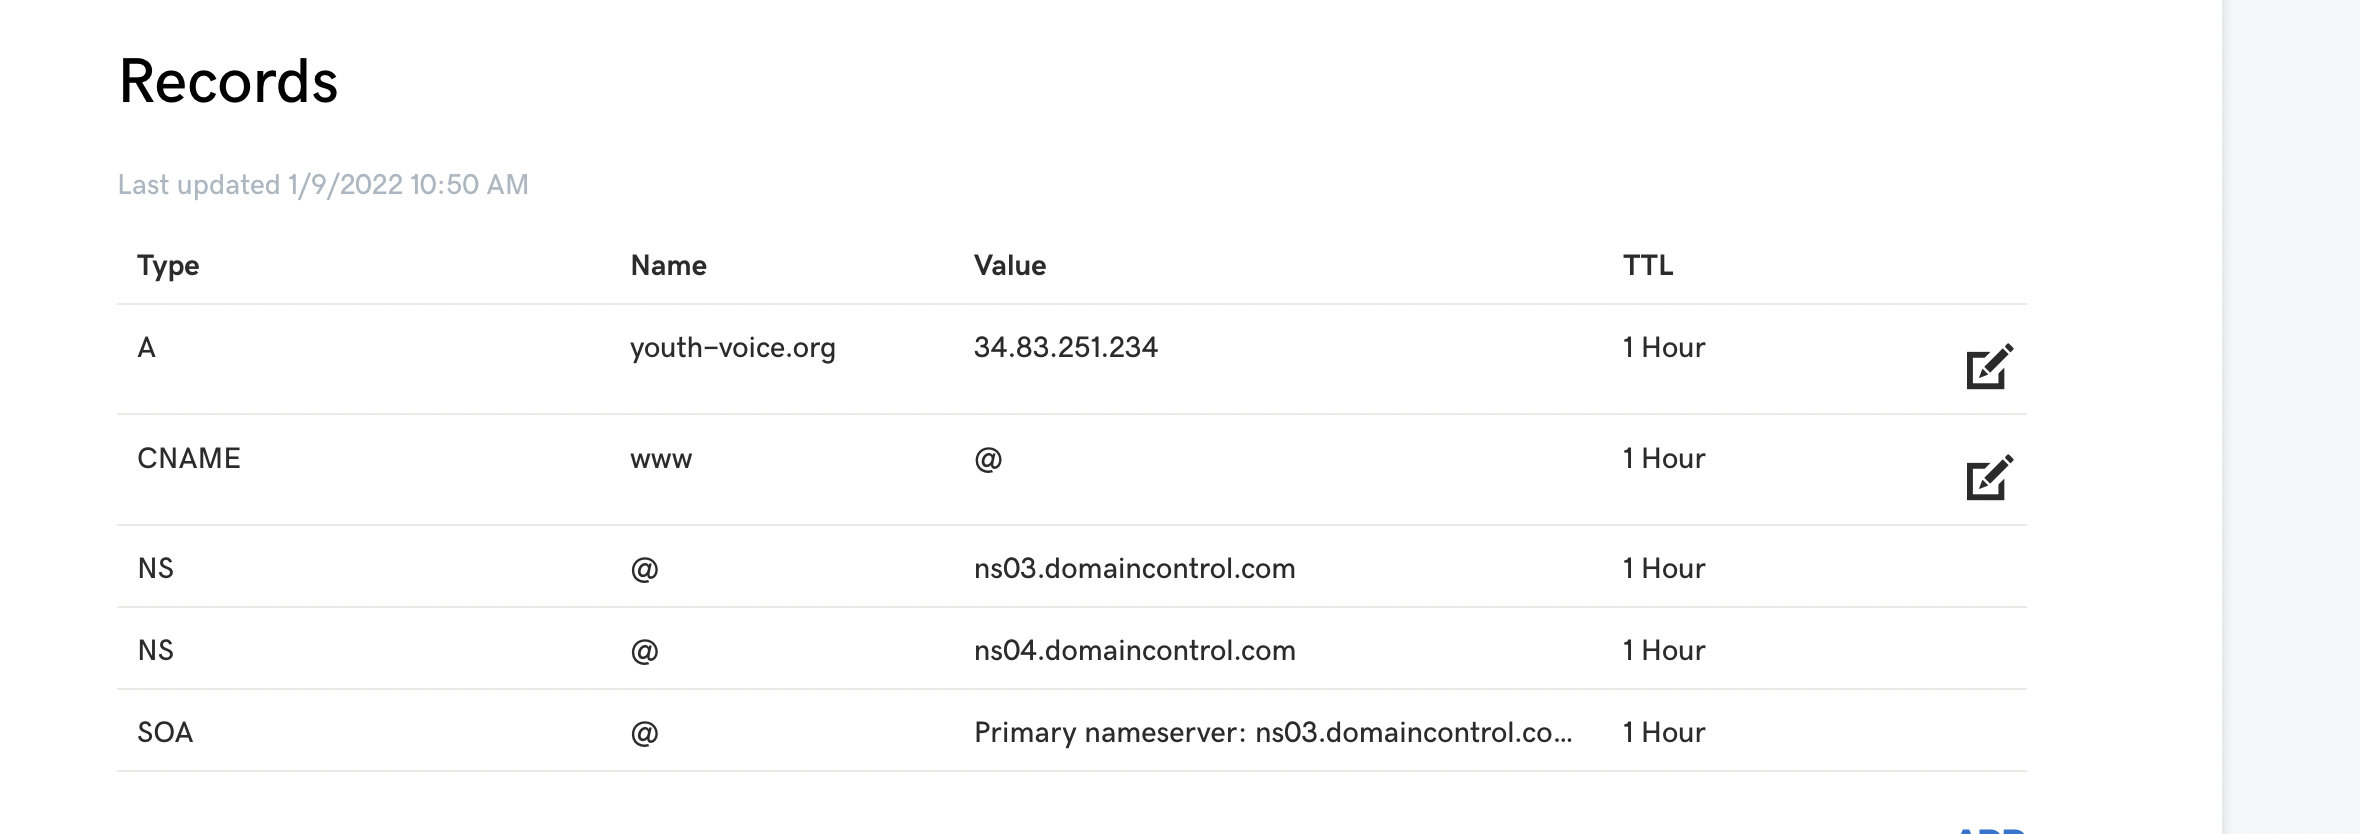 Records
Last updated 1/9/2022 10:50 AM
Type Name Value TTL
A youth-voice.org 34.83.251.234 1 Hour
CNAME www @ 1 Hour
NS @ ns03.domaincontrol.com 1 Hour
NS @ ns04.domaincontrol.com 1 Hour
SOA @ Primary nameserver: ns03.domaincontrol.co... 1 Hour